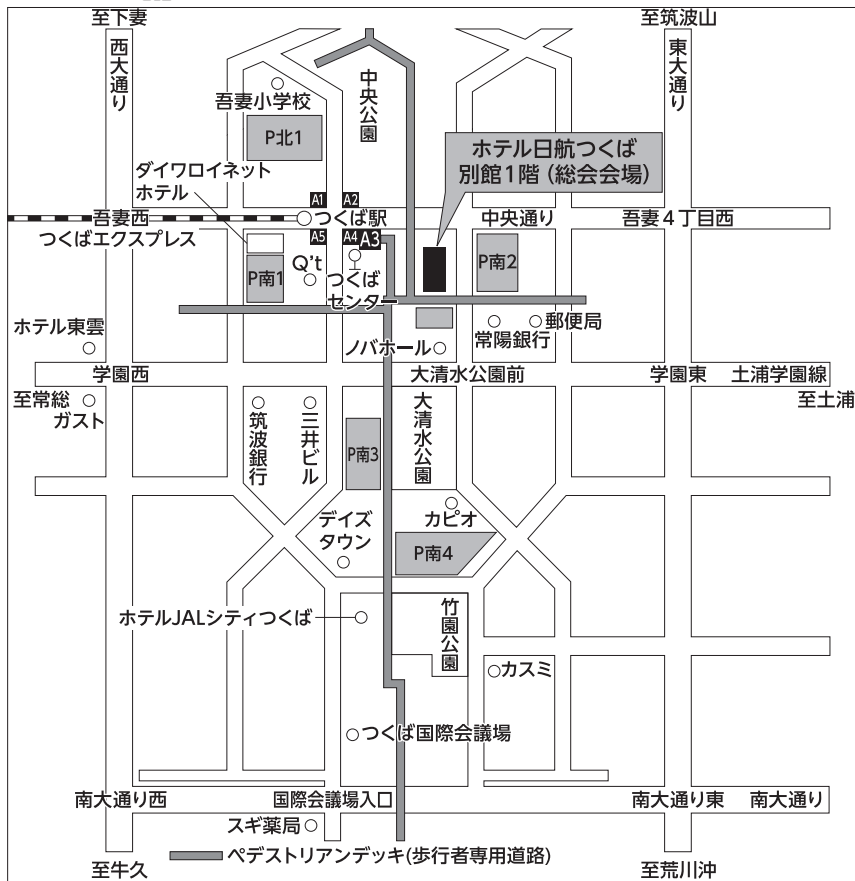 至下妻
至筑波山
西大通り
東大通り
中央公園
吾妻小学校
P北1
ホテル日航つくば
別館1階(総会会場)
ダイワロイネット
ホテル
A1
A2
吾妻西
つくば駅
中央通り
吾妻4丁目西
つくばエクスプレス
A5
A4
A3
P南1
Q't
つくば
センター
P南2
ホテル東雲
ノバホール
常陽銀行
郵便局
学園西
大清水公園前
学園東
土浦学園線
至常総
ガスト
至土浦
筑波銀行
三井ビル
P南3
大清水公園
デイズ
タウン
カピオ
P南4
ホテルJALシティつくば
竹園公園
カスミ
つくば国際会議場
南大通り西
国際会議場入口
南大通り東
南大通り
スギ薬局
ペデストリアンデッキ(歩行者専用道路)
至牛久
至荒川沖